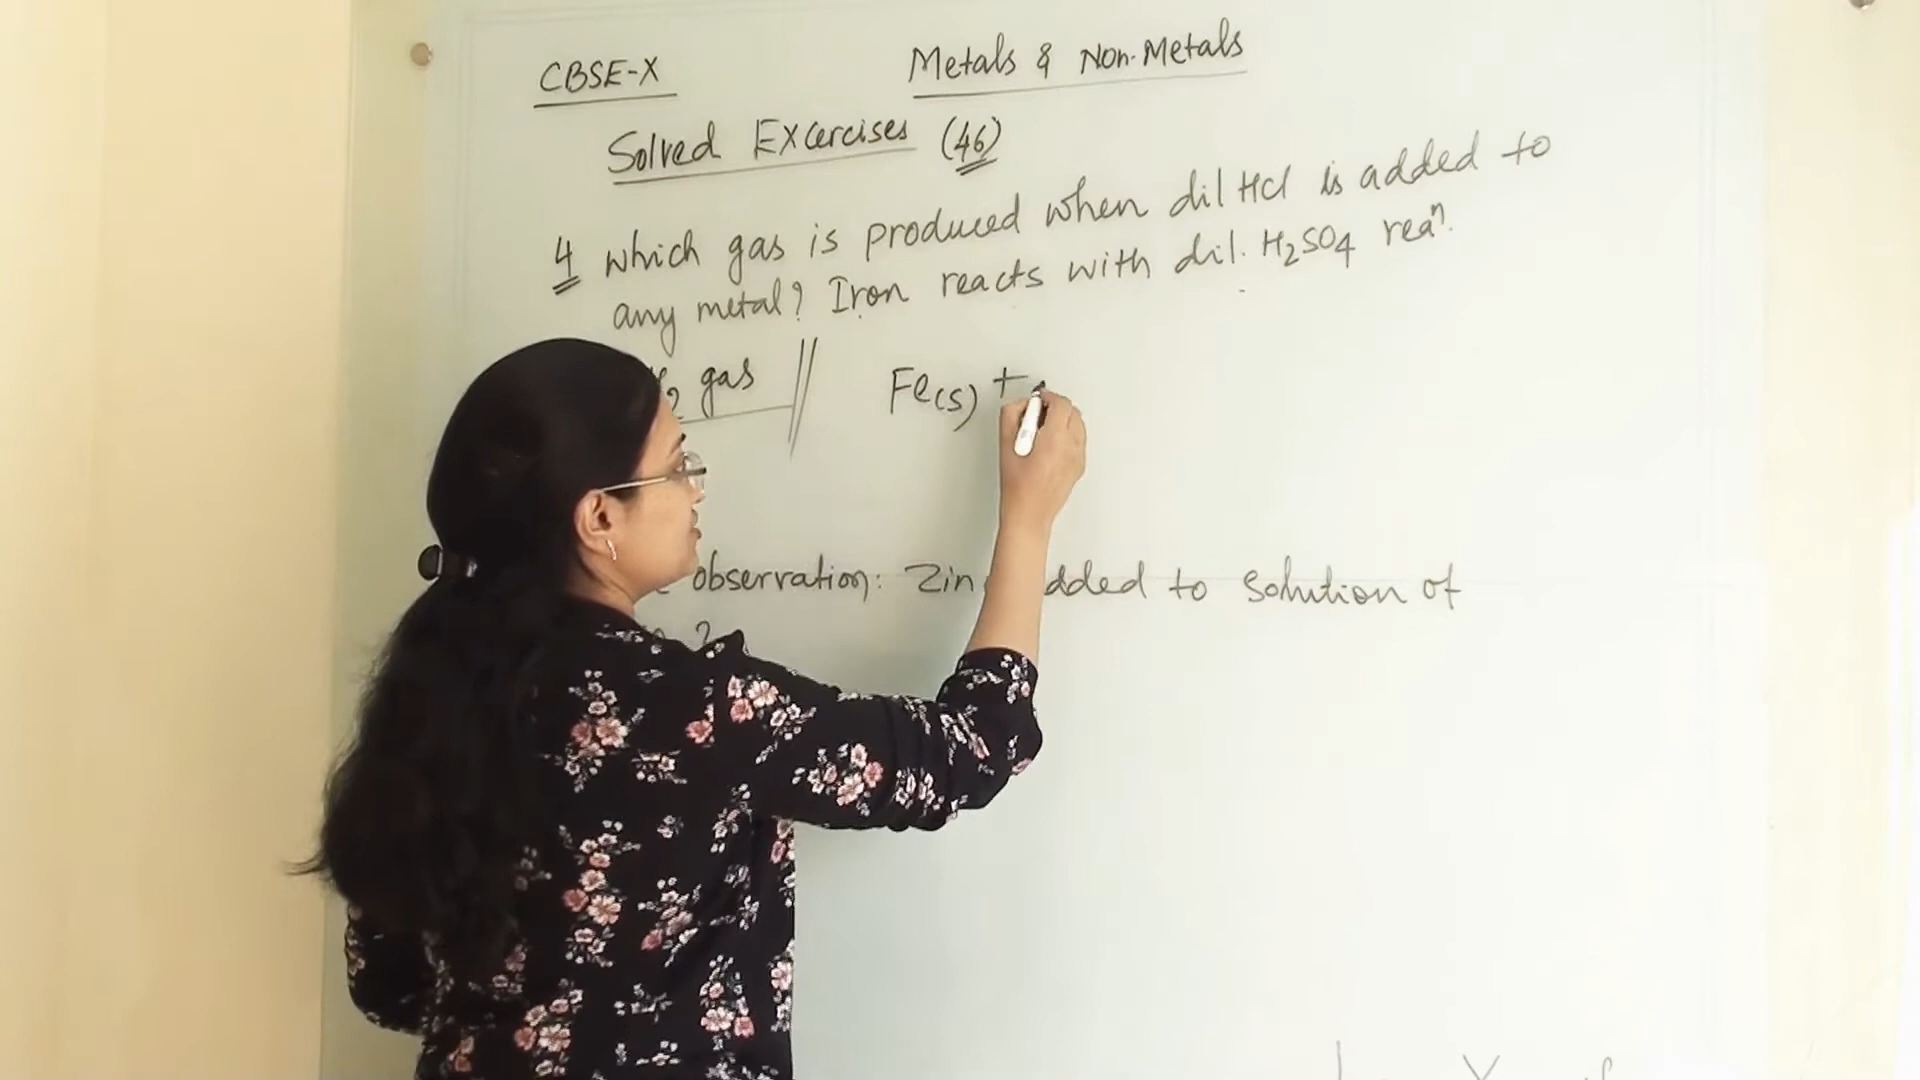 CBSE-X Metals & Non-Metals
Solved Excercises (46)
4 which gas is produced when dil HCl is added to
any metal? Iron reacts with dil. H₂SO₄ reaⁿ.
2 gas Fe(s) +
observation: Zin dded to solution of
?